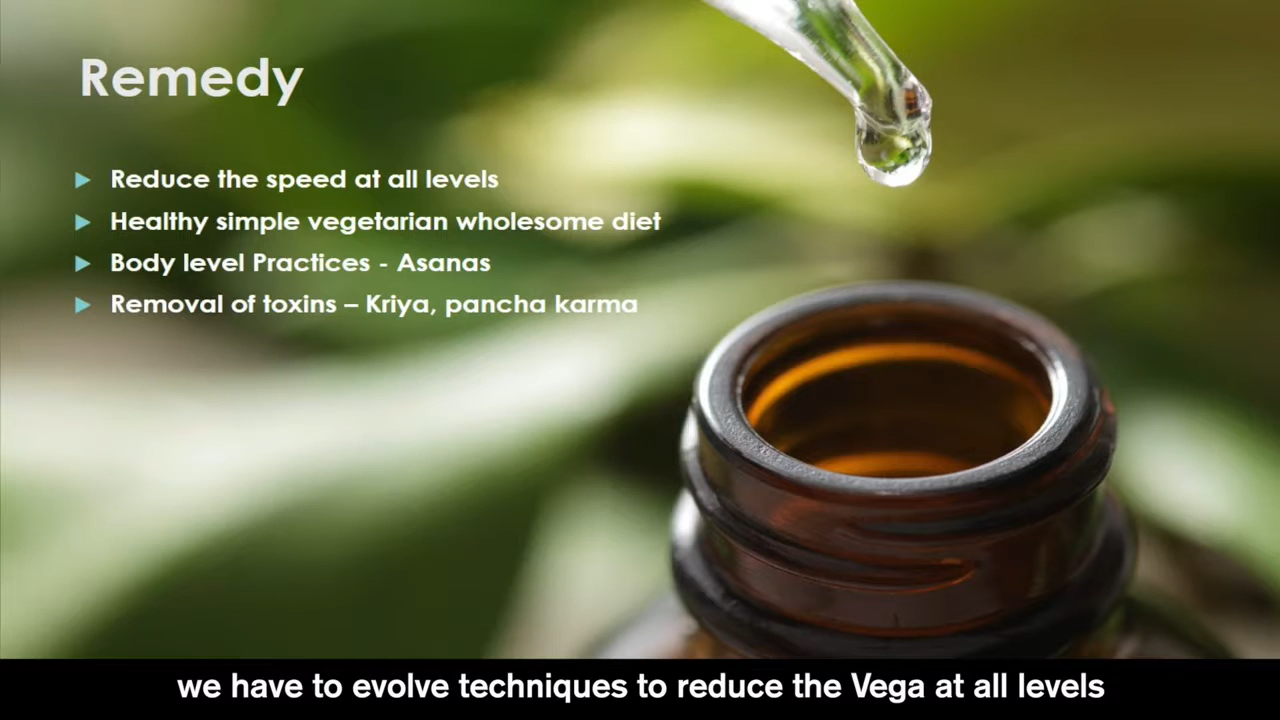 Remedy
Reduce the speed at all levels
Healthy simple vegetarian wholesome diet
Body level Practices - Asanas
Removal of toxins – Kriya, pancha karma
we have to evolve techniques to reduce the Vega at all levels